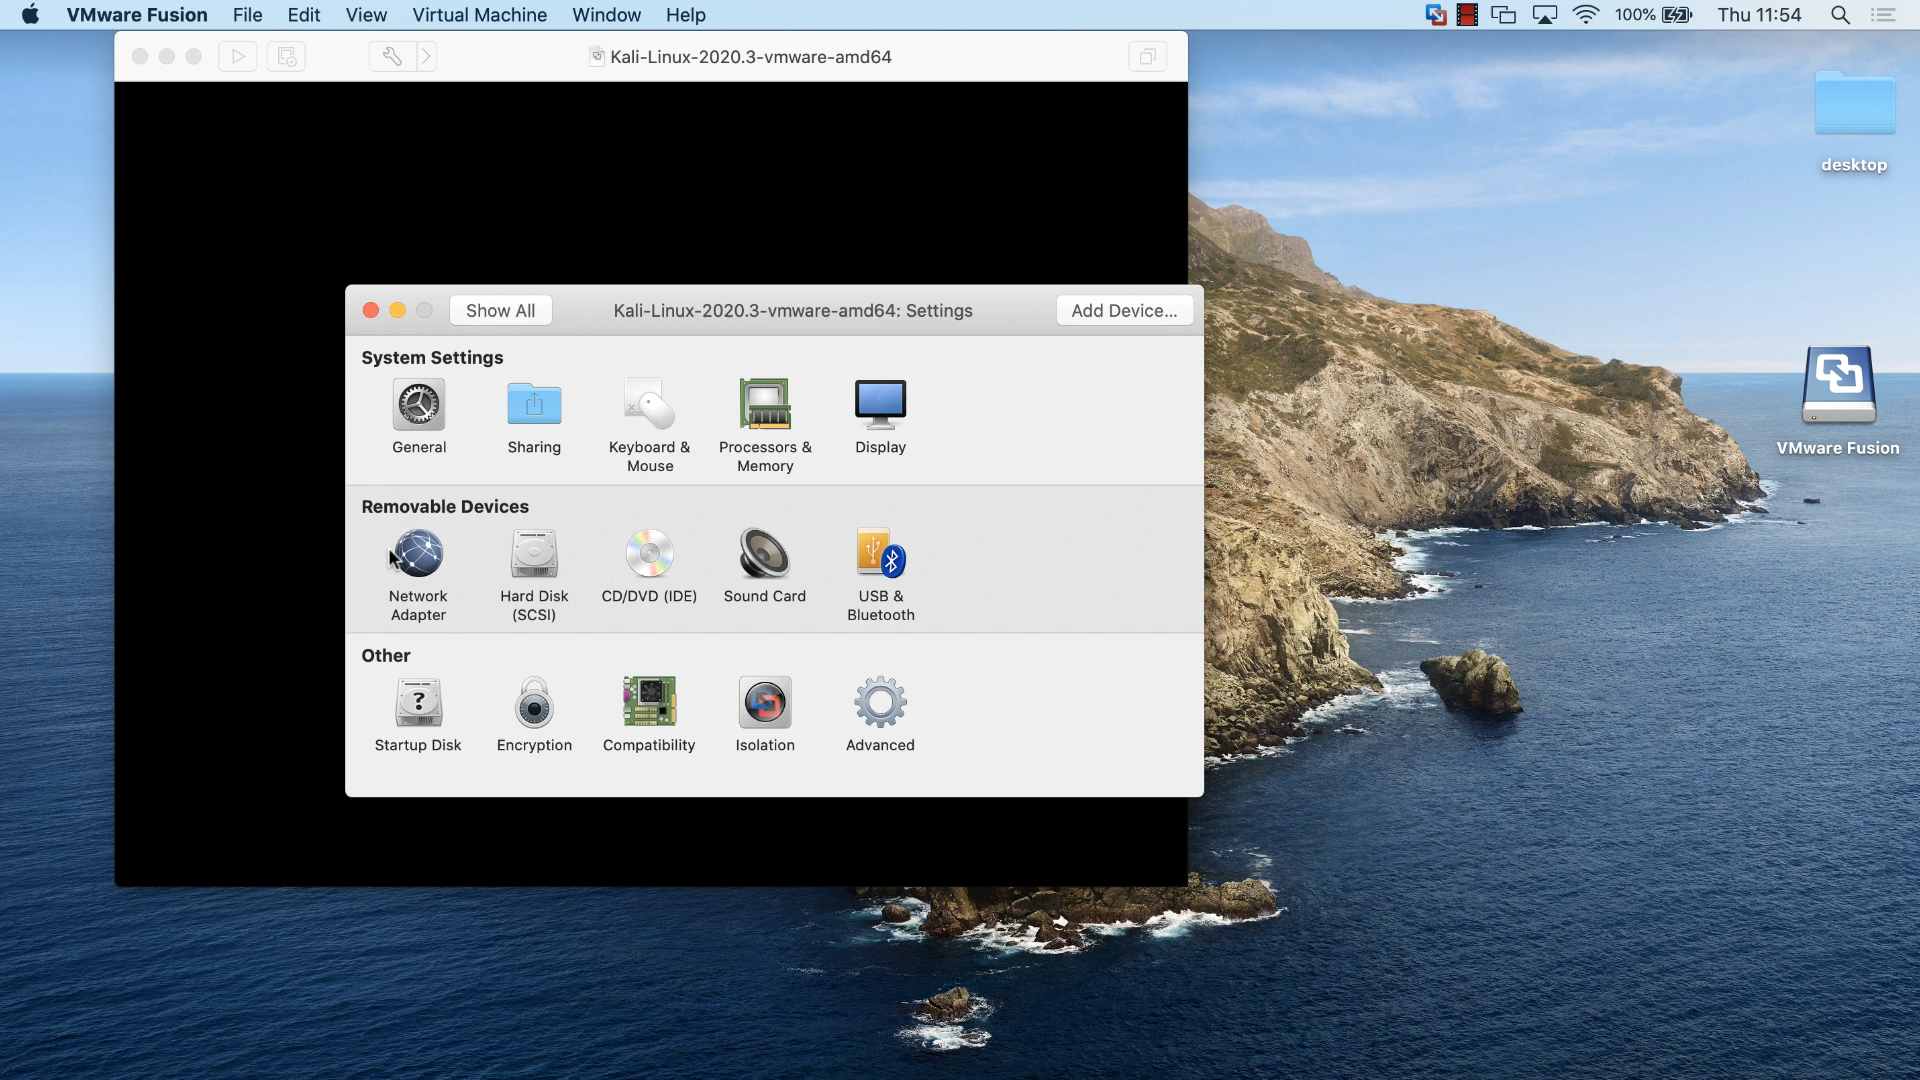 VMware Fusion File Edit View Virtual Machine Window Help 100% Thu 11:54
Kali-Linux-2020.3-vmware-amd64
desktop
Show All Kali-Linux-2020.3-vmware-amd64: Settings Add Device...
System Settings
General Sharing Keyboard & Processors & Display
Mouse Memory
VMware Fusion
Removable Devices
Network Hard Disk CD/DVD (IDE) Sound Card USB &
Adapter (SCSI) Bluetooth
Other
?
Startup Disk Encryption Compatibility Isolation Advanced